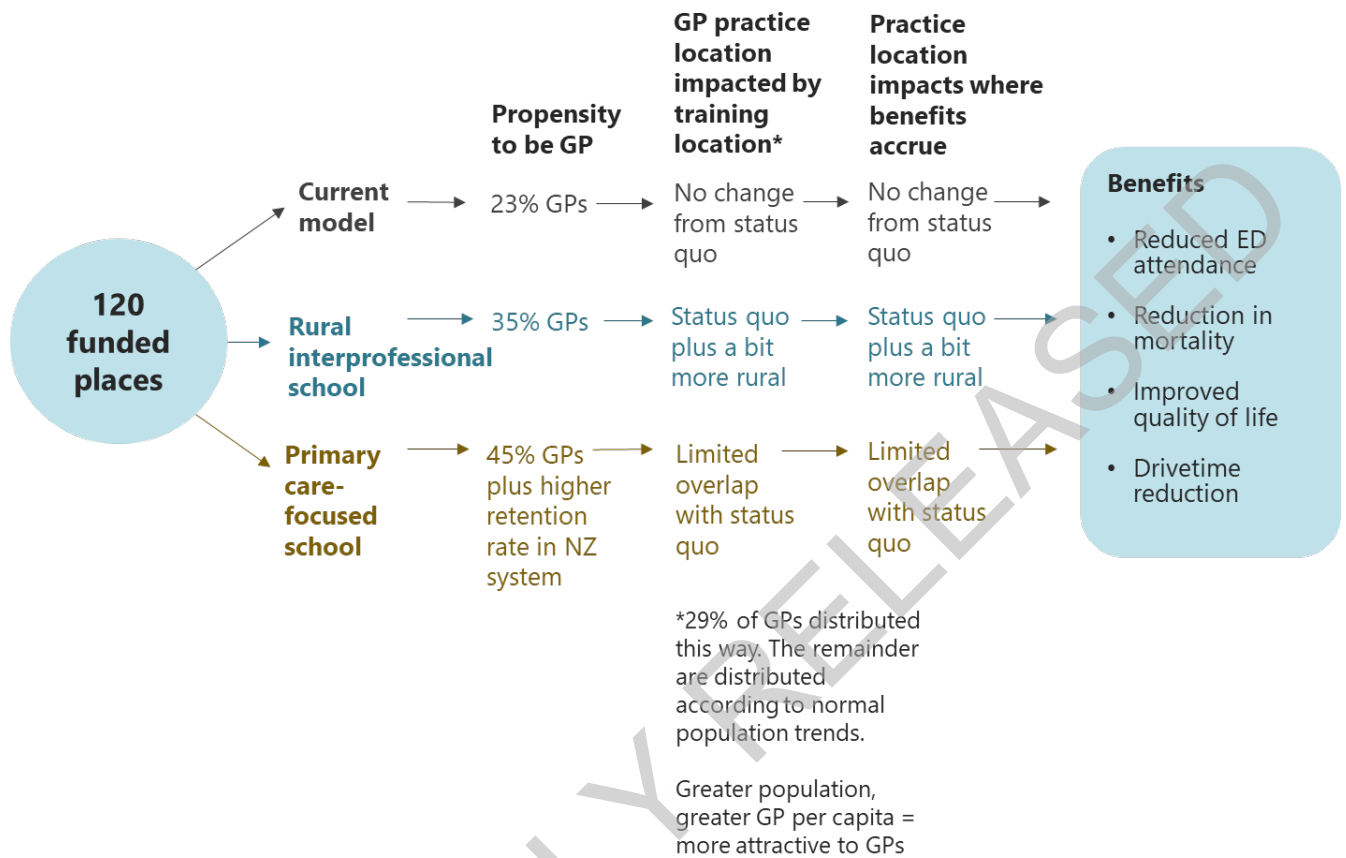 Propensity
to be GP
GP practice
location
impacted by
training
location*
Practice
location
impacts where
benefits
accrue
120
funded
places
Current
model
23% GPs
No change
from status
quo
No change
from status
quo
Rural
interprofessional
school
35% GPs
Status quo
plus a bit
more rural
Status quo
plus a bit
more rural
Primary
care-
focused
school
45% GPs
plus higher
retention
rate in NZ
system
Limited
overlap
with status
quo
Limited
overlap
with status
quo
Benefits
• Reduced ED
attendance
• Reduction in
mortality
• Improved
quality of life
• Drivetime
reduction
*29% of GPs distributed
this way. The remainder
are distributed
according to normal
population trends.
Greater population,
greater GP per capita =
more attractive to GPs
LY RELEASED